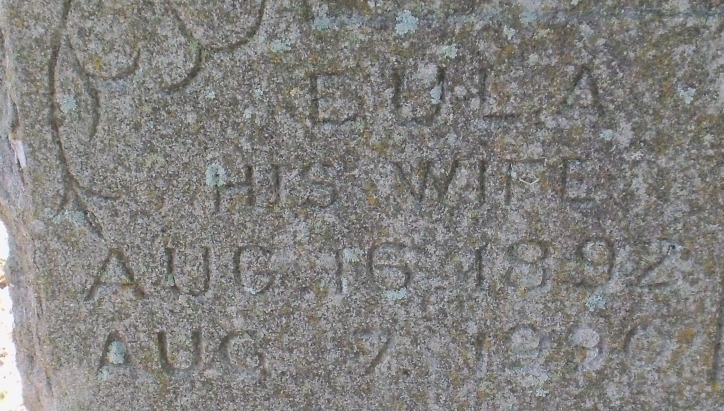 EULA
HIS WIFE
AUG. 16 1892
AUG 7.